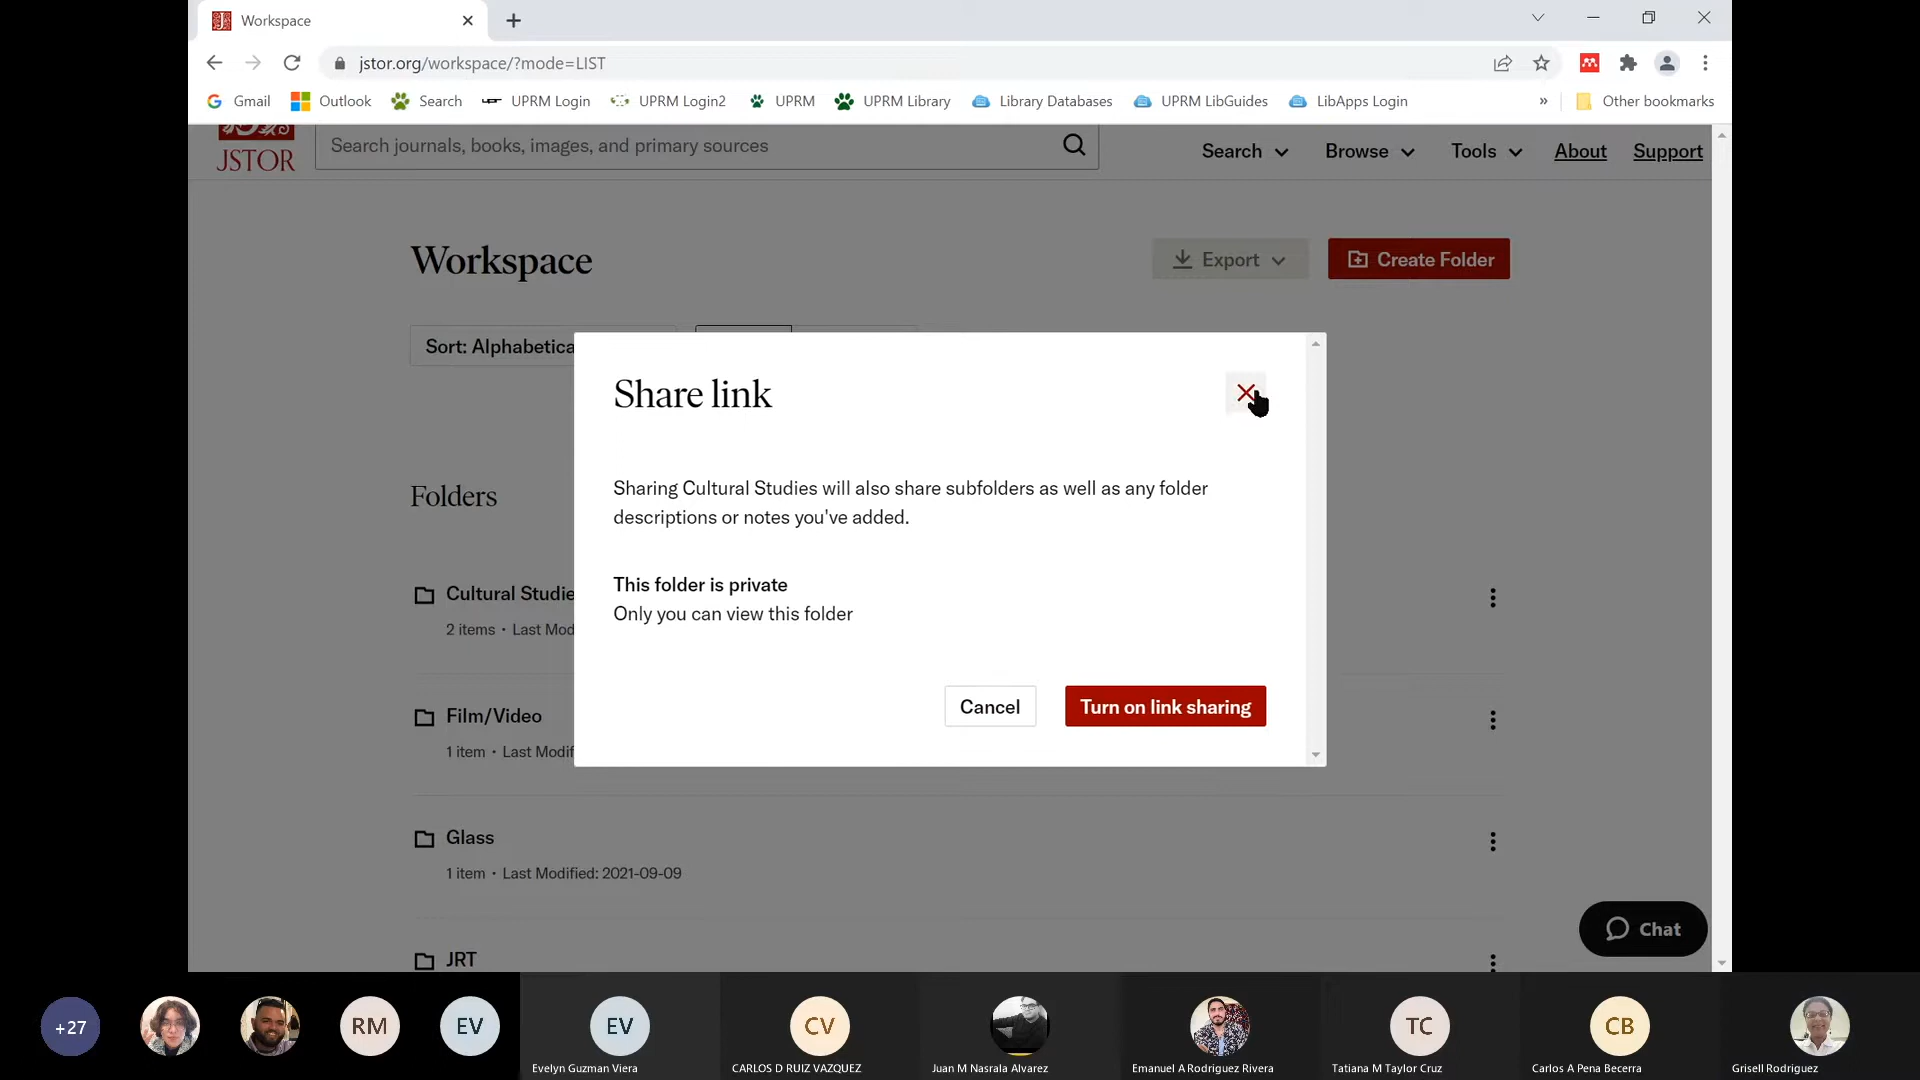 Workspace
jstor.org/workspace/?mode=LIST
Gmail Outlook Search UPRM Login UPRM Login2 UPRM UPRM Library Library Databases UPRM LibGuides LibApps Login » Other bookmarks
JSTOR
Search journals, books, images, and primary sources
Search Browse Tools About Support
Workspace
Export
Create Folder
Sort: Alphabetica
Share link
Sharing Cultural Studies will also share subfolders as well as any folder
descriptions or notes you've added.
This folder is private
Only you can view this folder
Cancel
Turn on link sharing
Folders
Cultural Studie
2 items • Last Mod
Film/Video
1 item • Last Modif
Glass
1 item • Last Modified: 2021-09-09
JRT
Chat
+27 RM EV EV CV TC CB
Evelyn Guzman Viera CARLOS D RUIZ VAZQUEZ Juan M Nasrala Alvarez Emanuel A Rodriguez Rivera Tatiana M Taylor Cruz Carlos A Pena Becerra Grisell Rodriguez